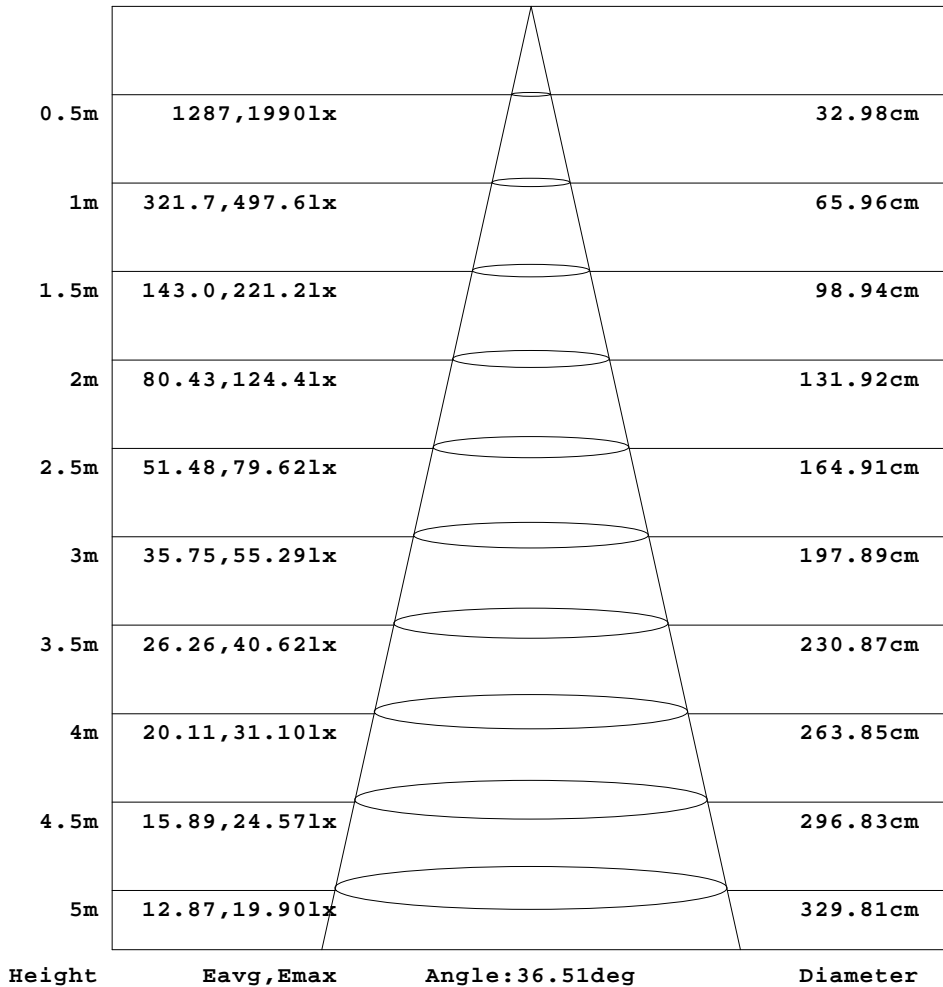 0.5m 1287,1990lx 32.98cm
1m 321.7,497.6lx 65.96cm
1.5m 143.0,221.2lx 98.94cm
2m 80.43,124.4lx 131.92cm
2.5m 51.48,79.62lx 164.91cm
3m 35.75,55.29lx 197.89cm
3.5m 26.26,40.62lx 230.87cm
4m 20.11,31.10lx 263.85cm
4.5m 15.89,24.57lx 296.83cm
5m 12.87,19.90lx 329.81cm
Height Eavg,Emax Angle:36.51deg Diameter